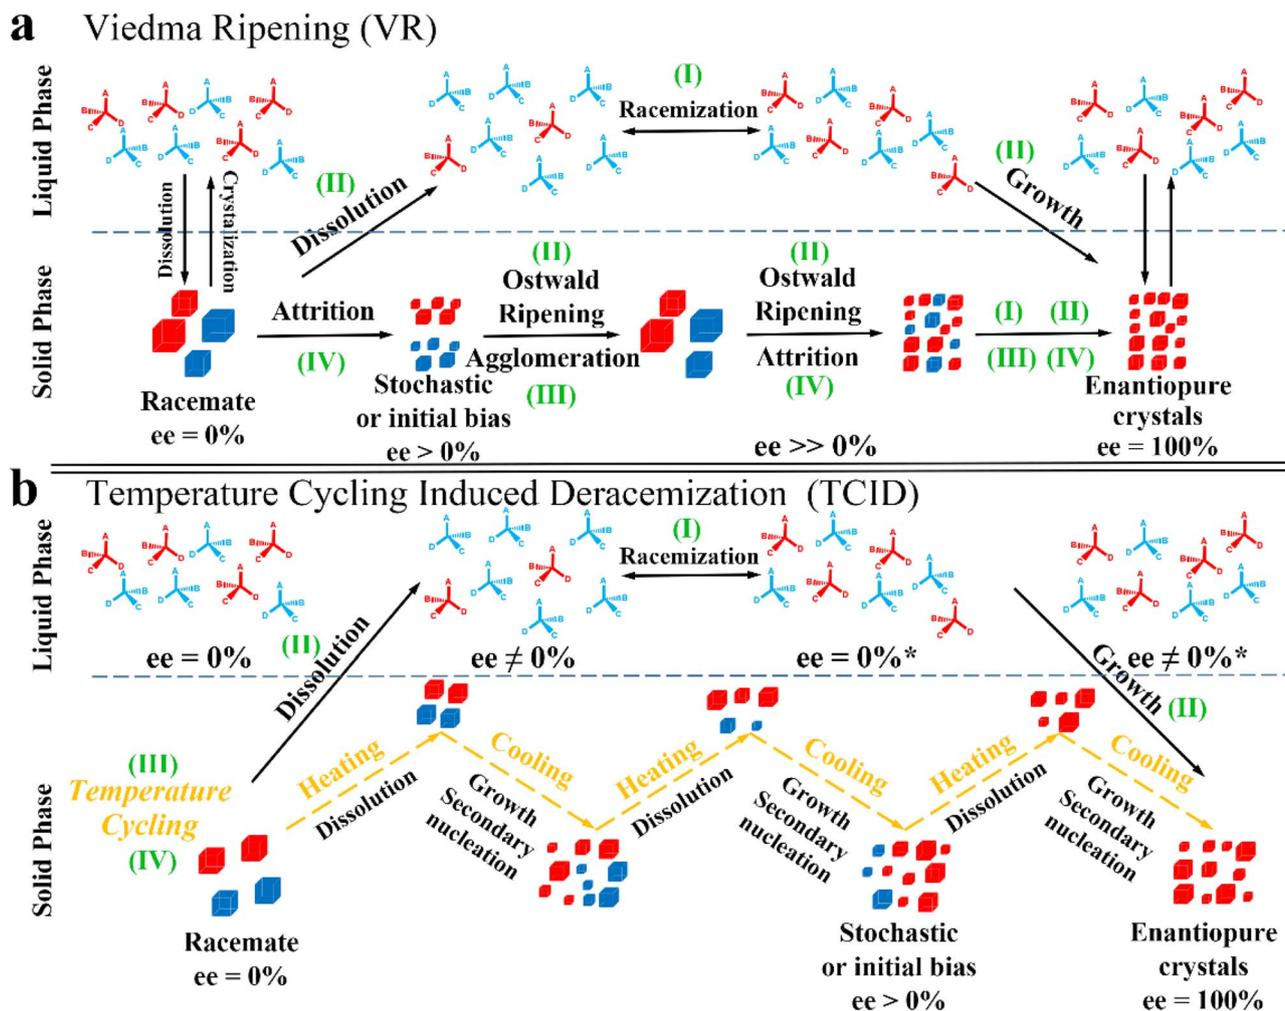 a Viedma Ripening (VR)
Liquid Phase
Solid Phase
Dissolution
Crystalization
(II)
Dissolution
(I)
Racemization
(II)
Growth
Attrition
(IV)
(II)
Ostwald
Ripening
Agglomeration
(III)
(II)
Ostwald
Ripening
Attrition
(IV)
(I) (II)
(III) (IV)
Racemate
ee = 0%
Stochastic
or initial bias
ee > 0%
ee >> 0%
Enantiopure
crystals
ee = 100%
b Temperature Cycling Induced Deracemization (TCID)
Liquid Phase
Solid Phase
(I)
Racemization
(II)
Dissolution
ee = 0%
ee ≠ 0%
ee = 0%*
ee ≠ 0%*
Growth
(II)
(III)
Temperature
Cycling
(IV)
Heating
Dissolution
Cooling
Growth
Secondary
nucleation
Heating
Dissolution
Cooling
Growth
Secondary
nucleation
Heating
Dissolution
Cooling
Growth
Secondary
nucleation
Racemate
ee = 0%
Stochastic
or initial bias
ee > 0%
Enantiopure
crystals
ee = 100%